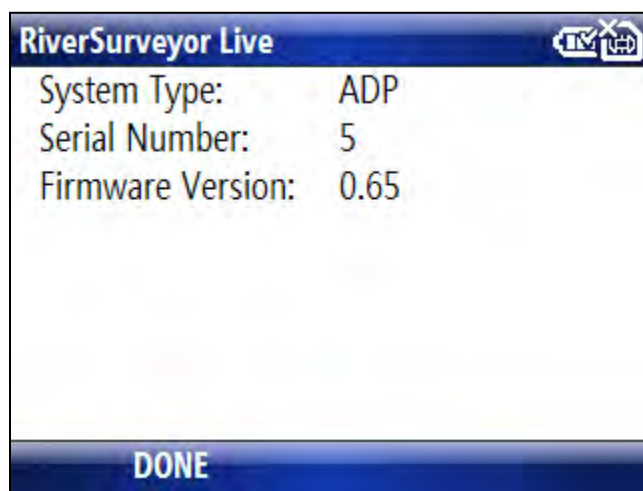 RiverSurveyor Live
System Type: ADP
Serial Number: 5
Firmware Version: 0.65
DONE